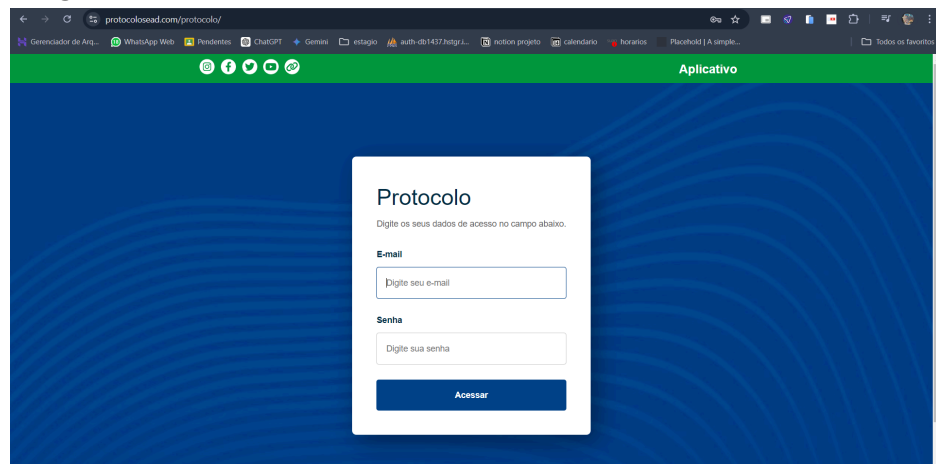 protocolosead.com/protocolo/
Gerenciador de Arq... WhatsApp Web Pendentes ChatGPT Gemini estagio auth-db1437.hstgr.i... notion projeto calendario horarios Placehold | A simple... Todos os favoritos
Aplicativo
Protocolo
Digite os seus dados de acesso no campo abaixo.
E-mail
Digite seu e-mail
Senha
Digite sua senha
Acessar